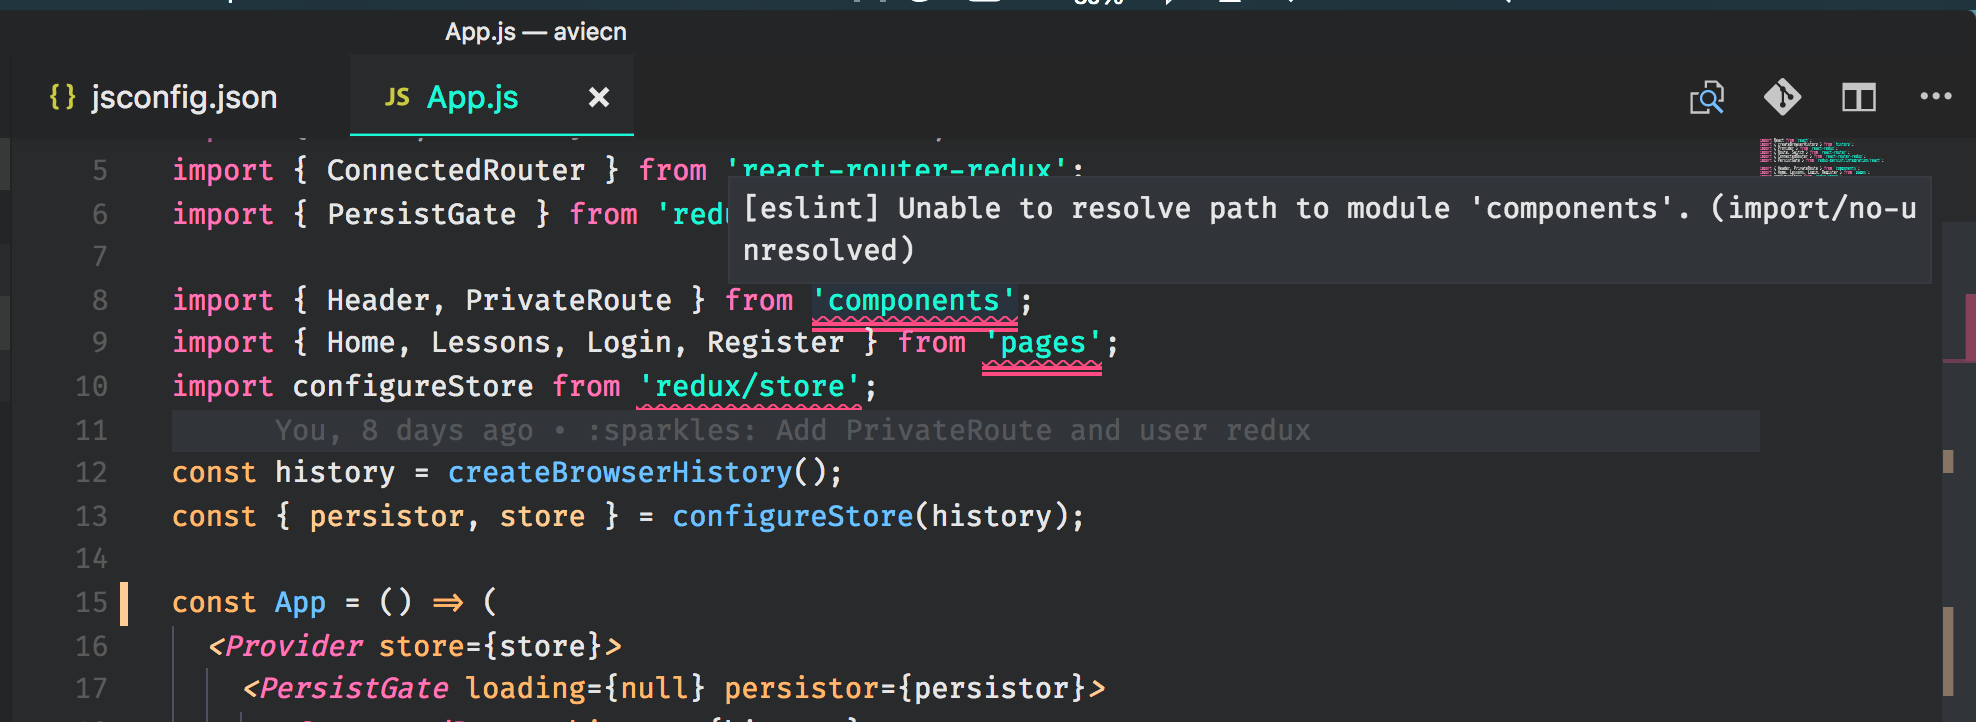 App.js — aviecn
{ } jsconfig.json JS App.js ×
5 import { ConnectedRouter } from 'react-router-redux';
6 import { PersistGate } from 'redu
[eslint] Unable to resolve path to module 'components'. (import/no-u
nresolved)
7
8 import { Header, PrivateRoute } from 'components';
9 import { Home, Lessons, Login, Register } from 'pages';
10 import configureStore from 'redux/store';
11 You, 8 days ago • :sparkles: Add PrivateRoute and user redux
12 const history = createBrowserHistory();
13 const { persistor, store } = configureStore(history);
14
15 const App = () => (
16 <Provider store={store}>
17 <PersistGate loading={null} persistor={persistor}>